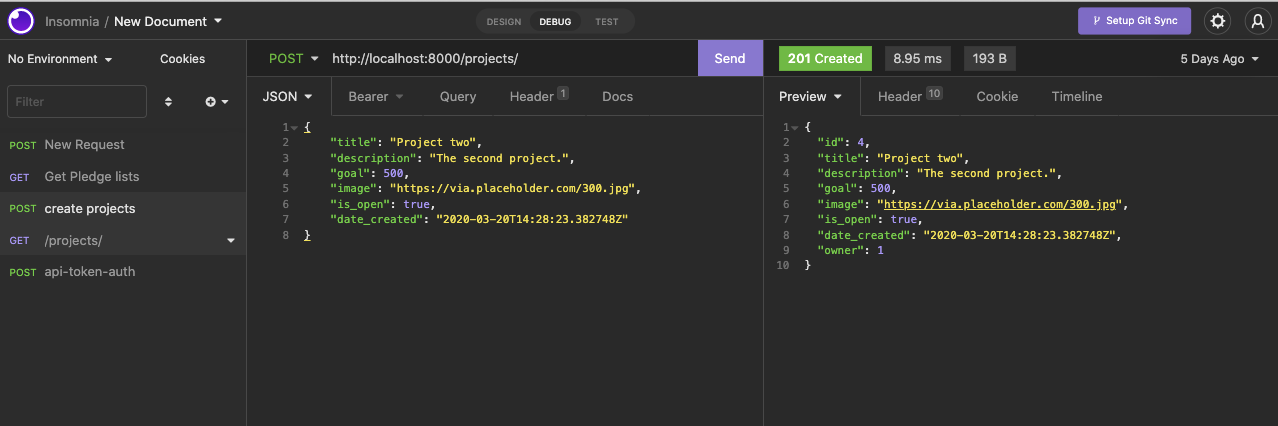 Insomnia / New Document
DESIGN DEBUG TEST
Setup Git Sync
No Environment Cookies
Filter
POST New Request
GET Get Pledge lists
POST create projects
GET /projects/
POST api-token-auth
POST http://localhost:8000/projects/ Send
JSON Bearer Query Header 1 Docs
1 {
2 "title": "Project two",
3 "description": "The second project.",
4 "goal": 500,
5 "image": "https://via.placeholder.com/300.jpg",
6 "is_open": true,
7 "date_created": "2020-03-20T14:28:23.382748Z"
8 }
201 Created 8.95 ms 193 B 5 Days Ago
Preview Header 10 Cookie Timeline
1 {
2 "id": 4,
3 "title": "Project two",
4 "description": "The second project.",
5 "goal": 500,
6 "image": "https://via.placeholder.com/300.jpg",
7 "is_open": true,
8 "date_created": "2020-03-20T14:28:23.382748Z",
9 "owner": 1
10 }